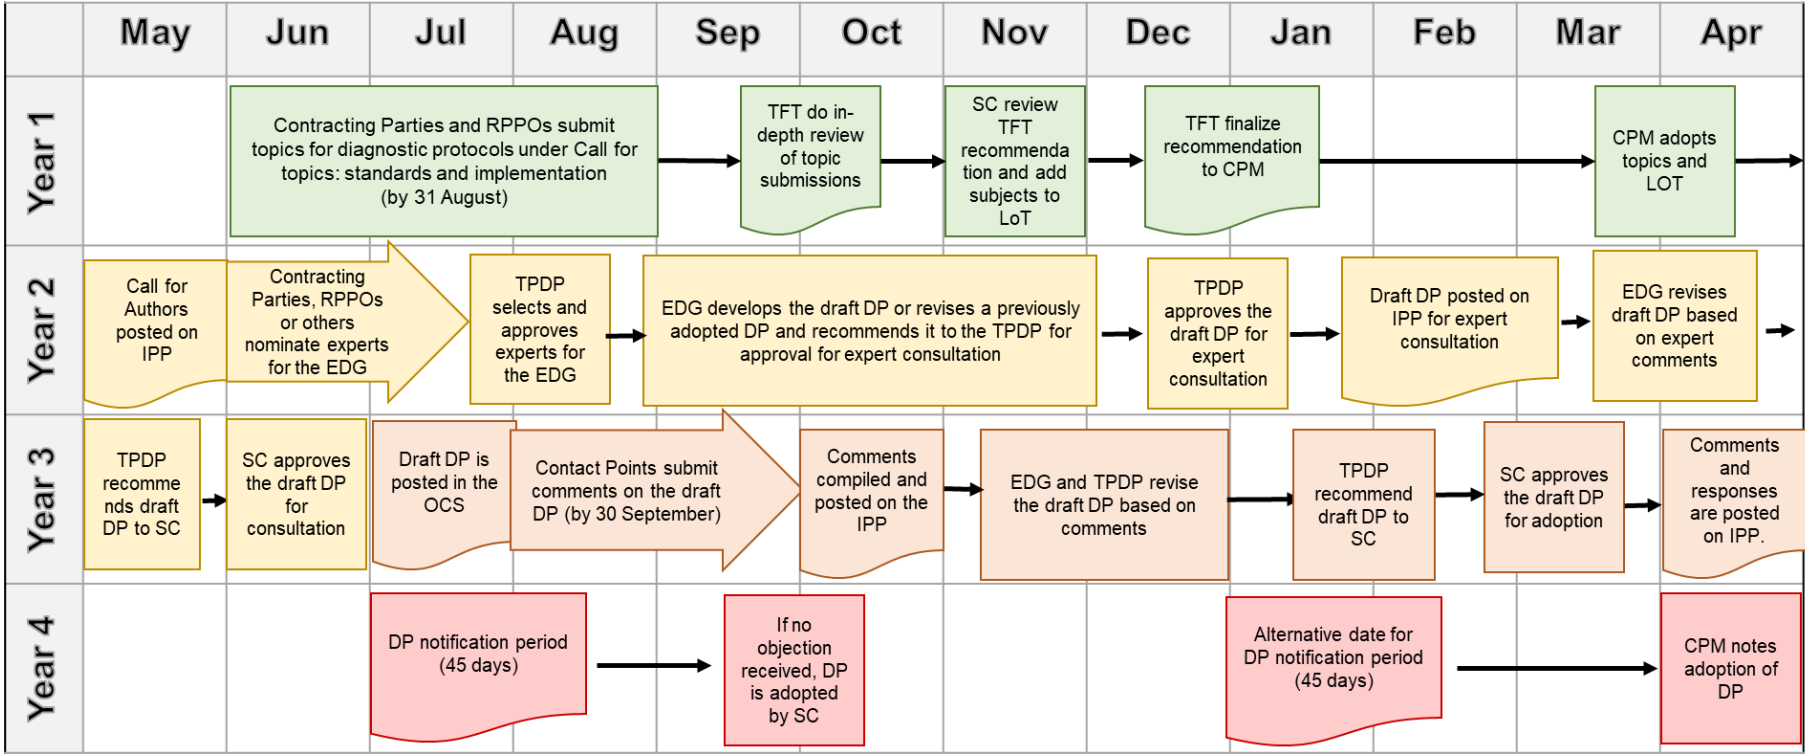 May Jun Jul Aug Sep Oct Nov Dec Jan Feb Mar Apr
Year 1
Contracting Parties and RPPOs submit
topics for diagnostic protocols under Call for
topics: standards and implementation
(by 31 August)
TFT do in-
depth review
of topic
submissions
SC review
TFT
recommenda
tion and add
subjects to
LoT
TFT finalize
recommendation
to CPM
CPM adopts
topics and
LOT
Year 2
Call for
Authors
posted on
IPP
Contracting
Parties, RPPOs
or others
nominate experts
for the EDG
TPDP
selects and
approves
experts for
the EDG
EDG develops the draft DP or revises a previously
adopted DP and recommends it to the TPDP for
approval for expert consultation
TPDP
approves the
draft DP for
expert
consultation
Draft DP posted on
IPP for expert
consultation
EDG revises
draft DP based
on expert
comments
Year 3
TPDP
recomme
nds draft
DP to SC
SC approves
the draft DP
for
consultation
Draft DP is
posted in the
OCS
Contact Points submit
comments on the draft
DP (by 30 September)
Comments
compiled and
posted on the
IPP
EDG and TPDP revise
the draft DP based on
comments
TPDP
recommend
draft DP to
SC
SC approves
the draft DP
for adoption
Comments
and
responses
are posted
on IPP.
Year 4
DP notification period
(45 days)
If no
objection
received, DP
is adopted
by SC
Alternative date for
DP notification period
(45 days)
CPM notes
adoption of
DP